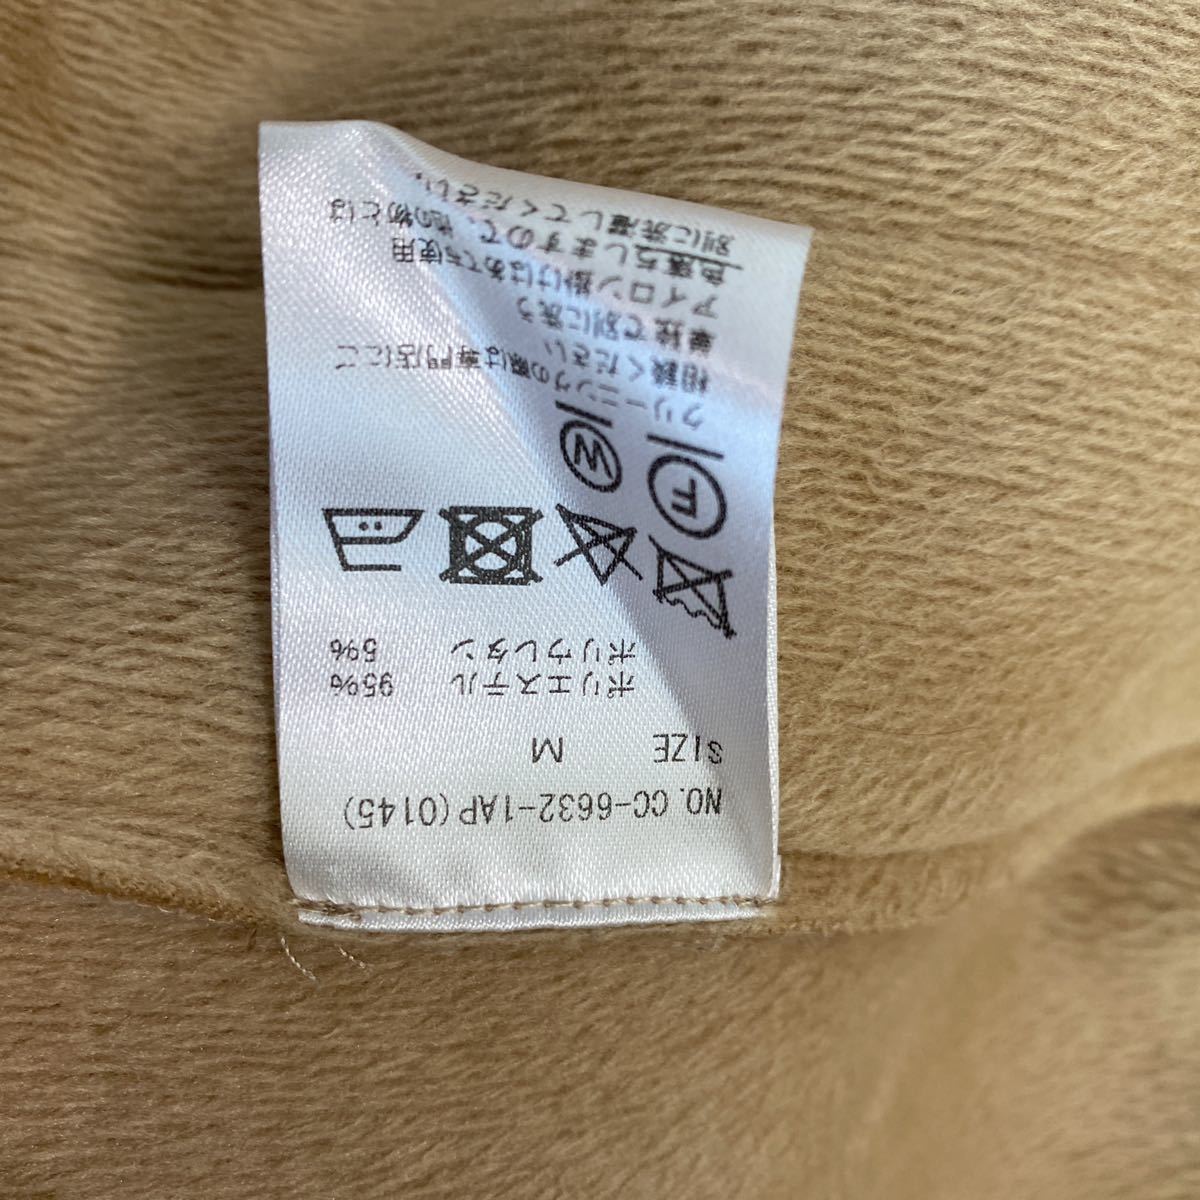 NO. CC-6632-1AP(0145)
SIZE M
ポリエステル 95%
ポリウレタン 5%
F
W
クリーニングの際は専門店にご
相談ください
単独で別に洗う
アイロン掛けはあて布使用
色落ちしますので、他の物とは
別に洗濯してください。